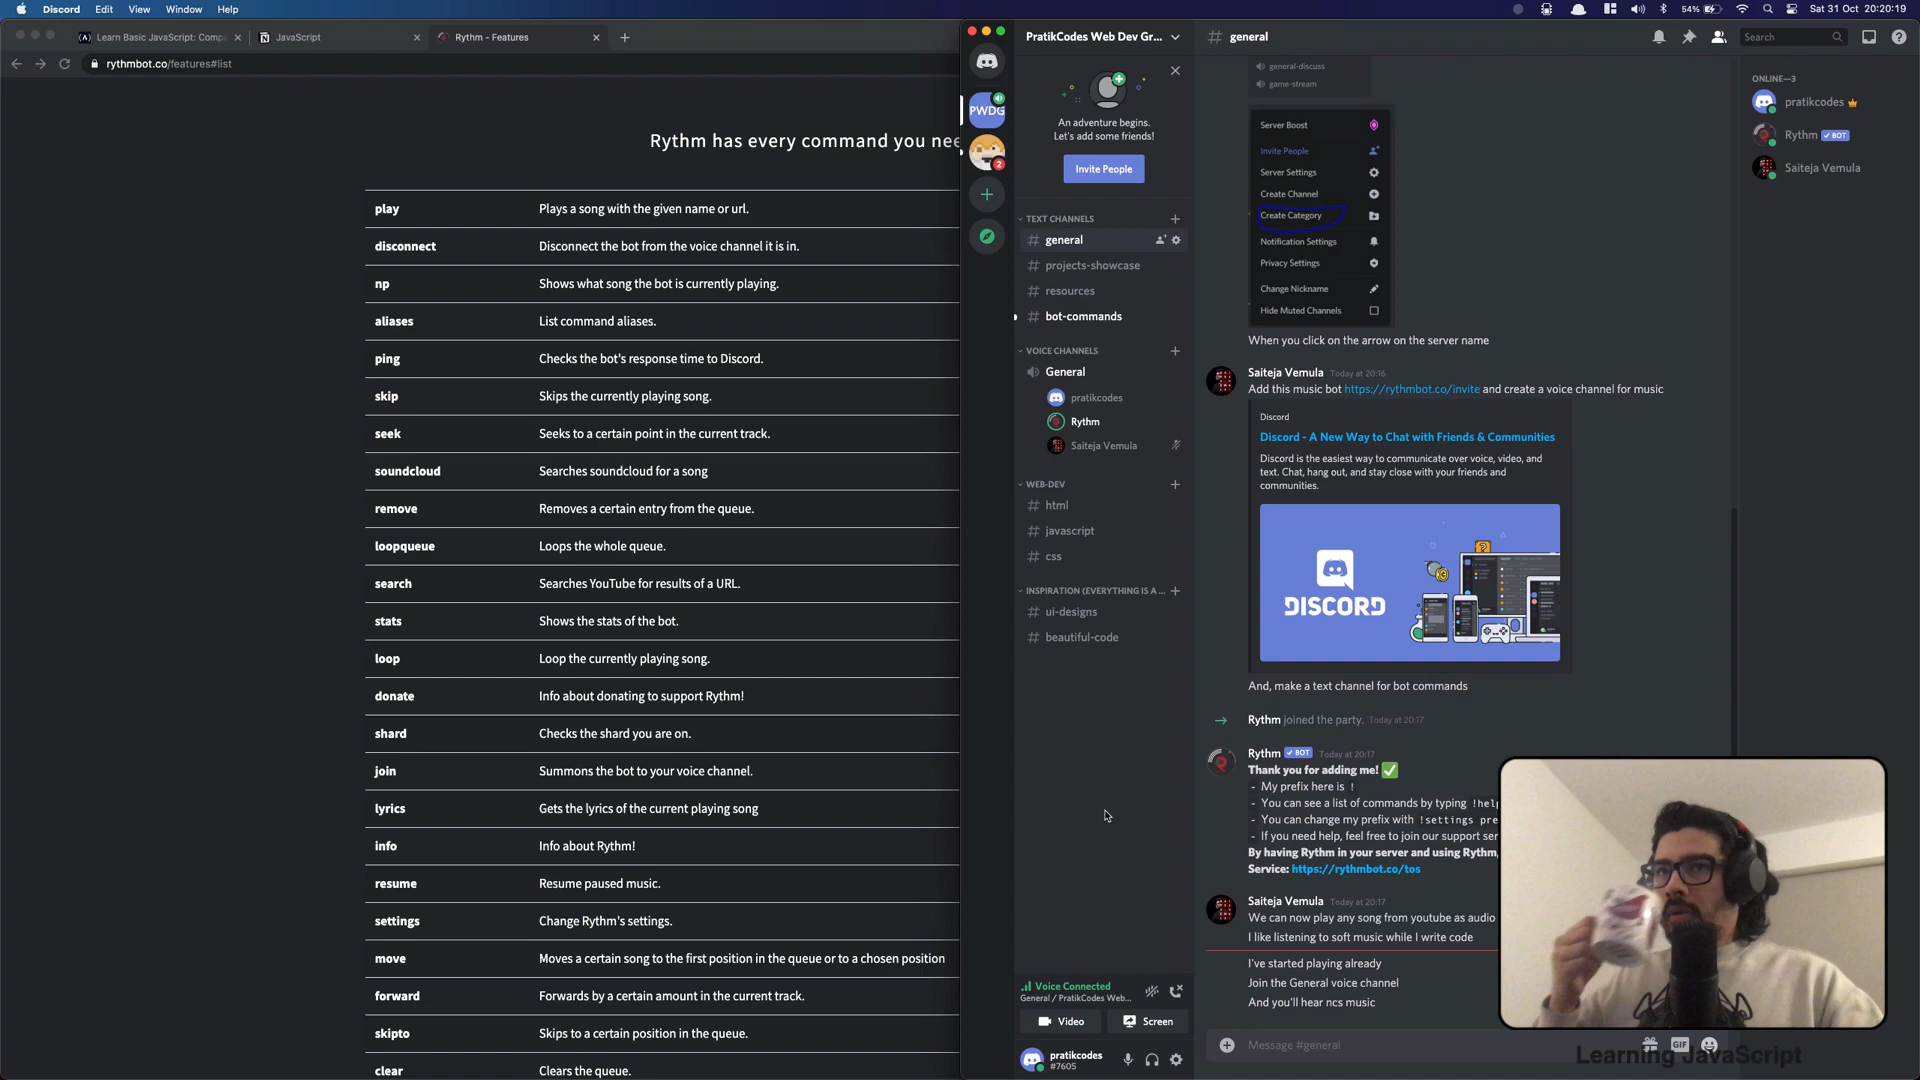 Discord Edit View Window Help
54% Sat 31 Oct 20:20:19
Learn Basic JavaScript: Comp
JavaScript
Rythm - Features
rythmbot.co/features#list
Rythm has every command you nee
play Plays a song with the given name or url.
disconnect Disconnect the bot from the voice channel it is in.
np Shows what song the bot is currently playing.
aliases List command aliases.
ping Checks the bot's response time to Discord.
skip Skips the currently playing song.
seek Seeks to a certain point in the current track.
soundcloud Searches soundcloud for a song
remove Removes a certain entry from the queue.
loopqueue Loops the whole queue.
search Searches YouTube for results of a URL.
stats Shows the stats of the bot.
loop Loop the currently playing song.
donate Info about donating to support Rythm!
shard Checks the shard you are on.
join Summons the bot to your voice channel.
lyrics Gets the lyrics of the current playing song
info Info about Rythm!
resume Resume paused music.
settings Change Rythm's settings.
move Moves a certain song to the first position in the queue or to a chosen position
forward Forwards by a certain amount in the current track.
skipto Skips to a certain position in the queue.
clear Clears the queue.
PWDG
2
PratikCodes Web Dev Gr...
An adventure begins.
Let's add some friends!
Invite People
TEXT CHANNELS
general
projects-showcase
resources
bot-commands
VOICE CHANNELS
General
pratikcodes
Rythm
Saiteja Vemula
WEB-DEV
html
javascript
css
INSPIRATION (EVERYTHING IS A ...
ui-designs
beautiful-code
Voice Connected
General / PratikCodes Web...
Video Screen
pratikcodes
#7605
# general
Search
general-discuss
game-stream
Server Boost
Invite People
Server Settings
Create Channel
Create Category
Notification Settings
Privacy Settings
Change Nickname
Hide Muted Channels
When you click on the arrow on the server name
Saiteja Vemula Today at 20:16
Add this music bot https://rythmbot.co/invite and create a voice channel for music
Discord
Discord - A New Way to Chat with Friends & Communities
Discord is the easiest way to communicate over voice, video, and
text. Chat, hang out, and stay close with your friends and
communities.
DISCORD
And, make a text channel for bot commands
Rythm joined the party. Today at 20:17
Rythm BOT Today at 20:17
Thank you for adding me!
- My prefix here is !
- You can see a list of commands by typing !help
- You can change my prefix with !settings pre
- If you need help, feel free to join our support ser
By having Rythm in your server and using Rythm,
Service: https://rythmbot.co/tos
Saiteja Vemula Today at 20:17
We can now play any song from youtube as audio
I like listening to soft music while I write code
I've started playing already
Join the General voice channel
And you'll hear ncs music
Message #general
GIF
Learning JavaScript
ONLINE—3
pratikcodes
Rythm BOT
Saiteja Vemula